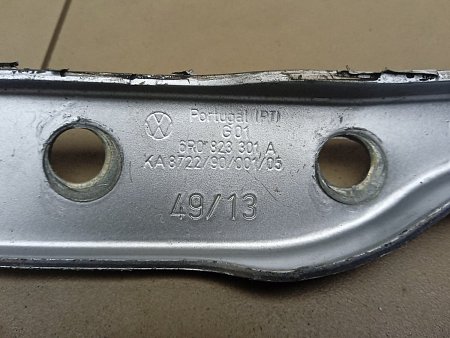 Portugal (PT)
G01
6R0 823 301 A
KA 8722/90/001/05
49/13